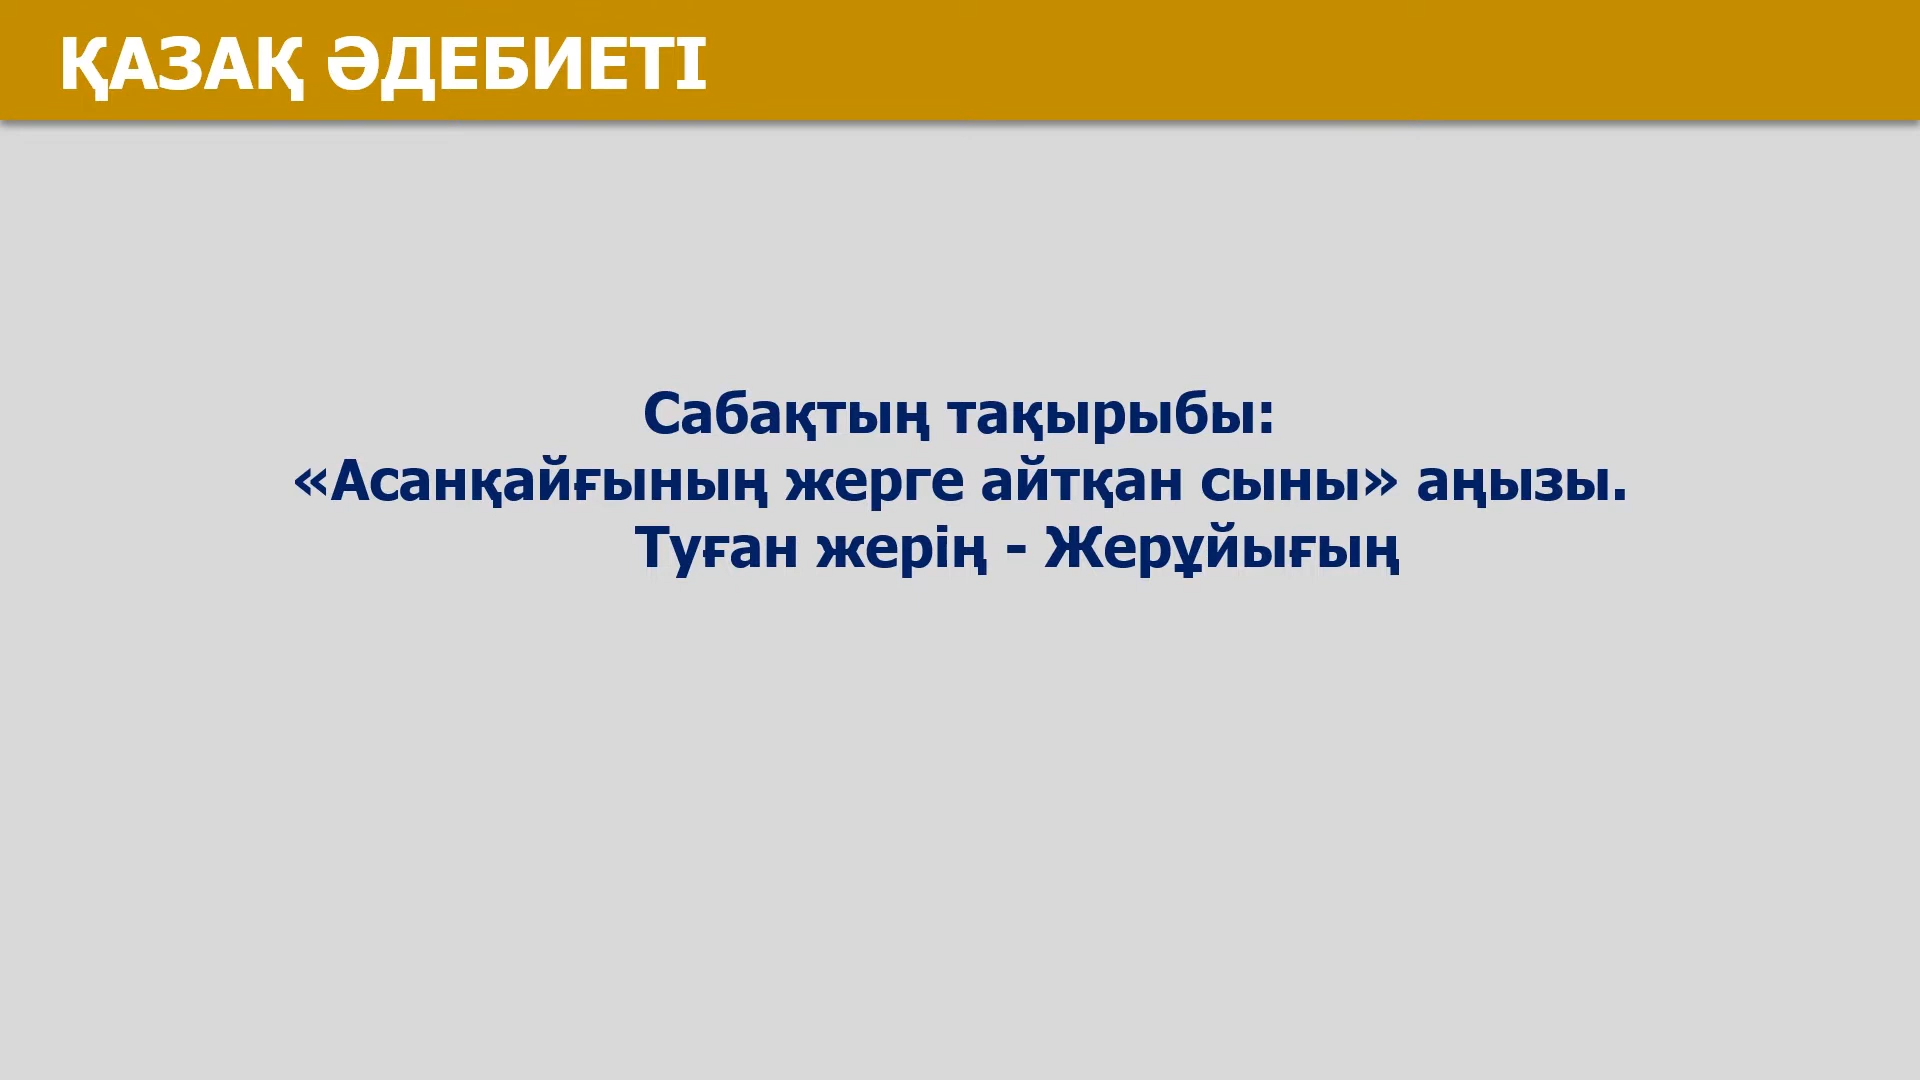 ҚАЗАҚ ӘДЕБИЕТІ
Сабақтың тақырыбы:
«Асанқайғының жерге айтқан сыны» аңызы.
Туған жерің - Жерұйығың